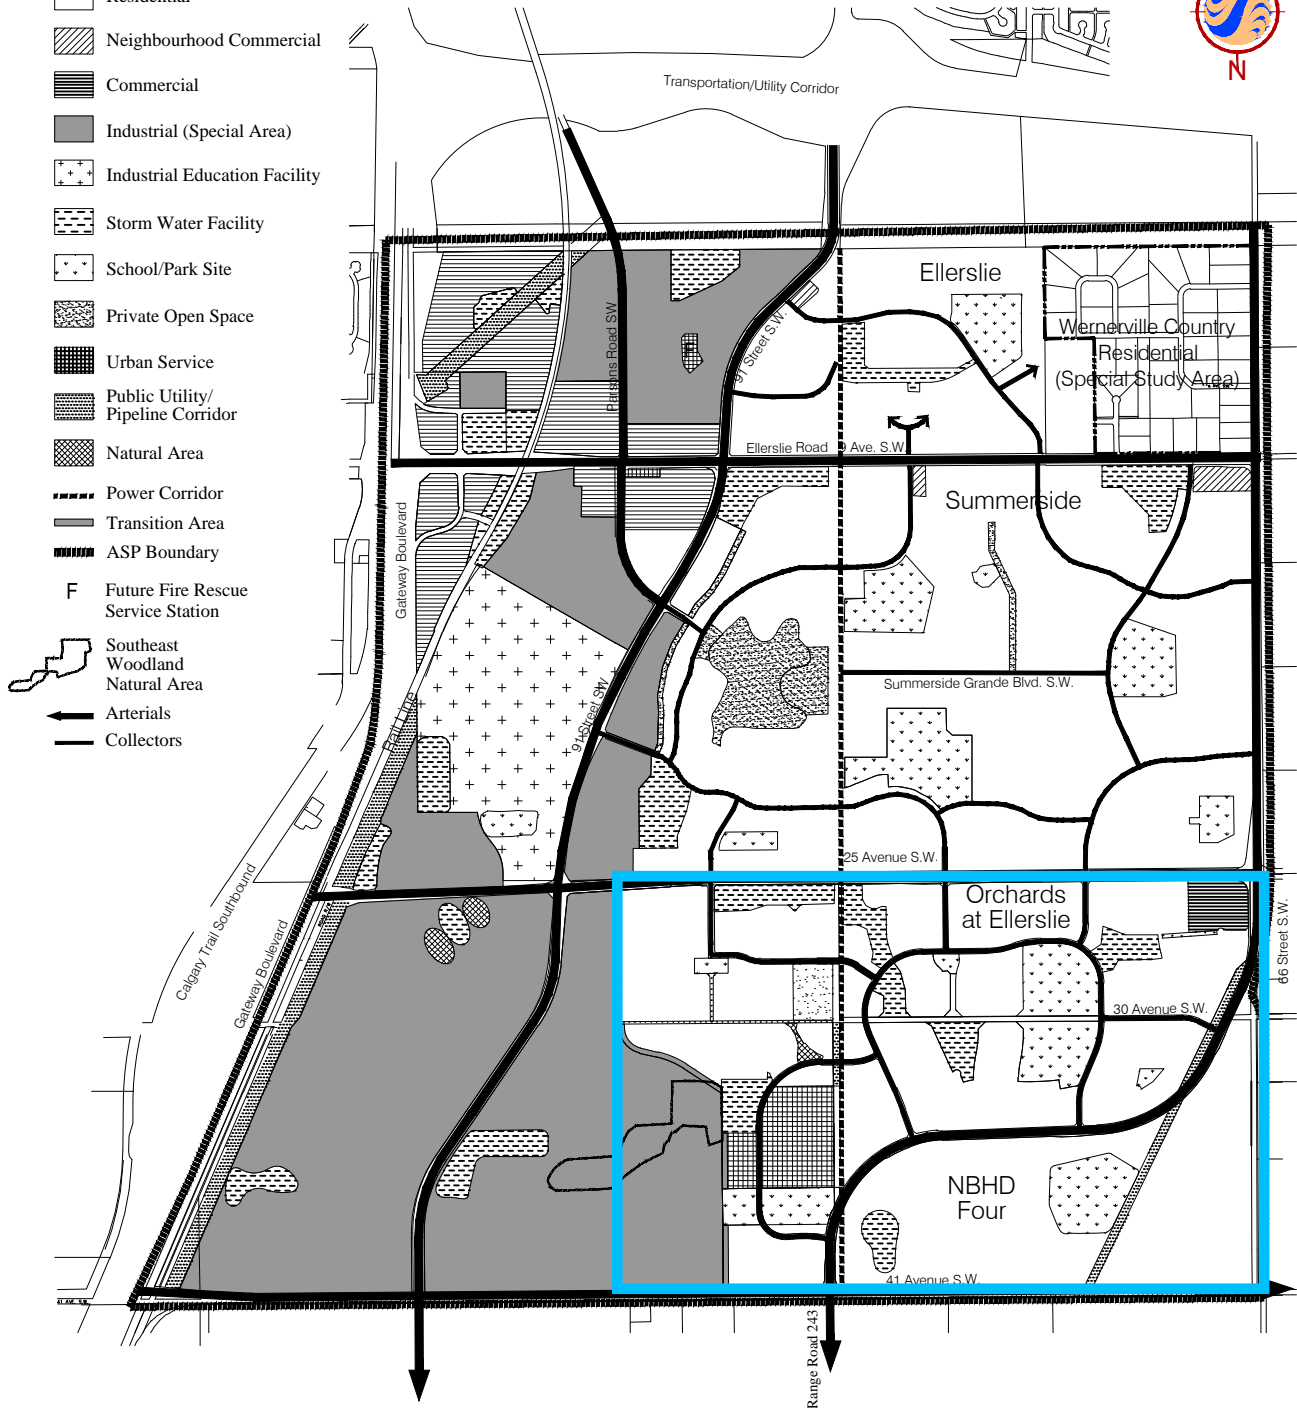 Residential
Neighbourhood Commercial
Commercial
Industrial (Special Area)
Industrial Education Facility
Storm Water Facility
School/Park Site
Private Open Space
Urban Service
Public Utility/
Pipeline Corridor
Natural Area
Power Corridor
Transition Area
ASP Boundary
F
Future Fire Rescue
Service Station
Southeast
Woodland
Natural Area
Arterials
Collectors
N
Transportation/Utility Corridor
Ellerslie
Wernerville Country
Residential
(Special Study Area)
Parsons Road SW
91 Street S.W.
F
Ellerslie Road 9 Ave. S.W.
Summerside
Gateway Boulevard
Summerside Grande Blvd. S.W.
Rail Line
91 Street SW
25 Avenue S.W.
Orchards
at Ellerslie
Calgary Trail Southbound
Gateway Boulevard
66 Street S.W.
30 Avenue S.W.
NBHD
Four
41 Avenue S.W.
41 AVE S.W.
Range Road 243